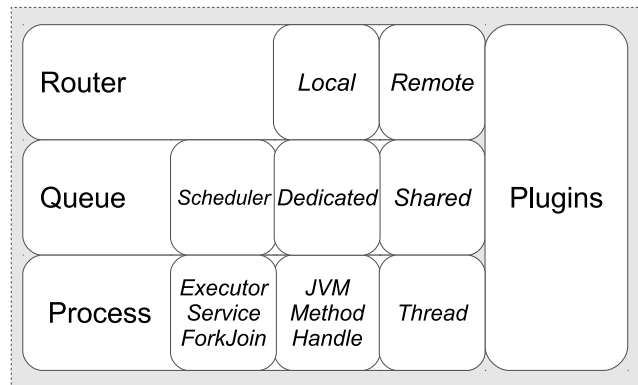 Router
Local
Remote
Queue
Scheduler
Dedicated
Shared
Plugins
Process
Executor
Service
ForkJoin
JVM
Method
Handle
Thread